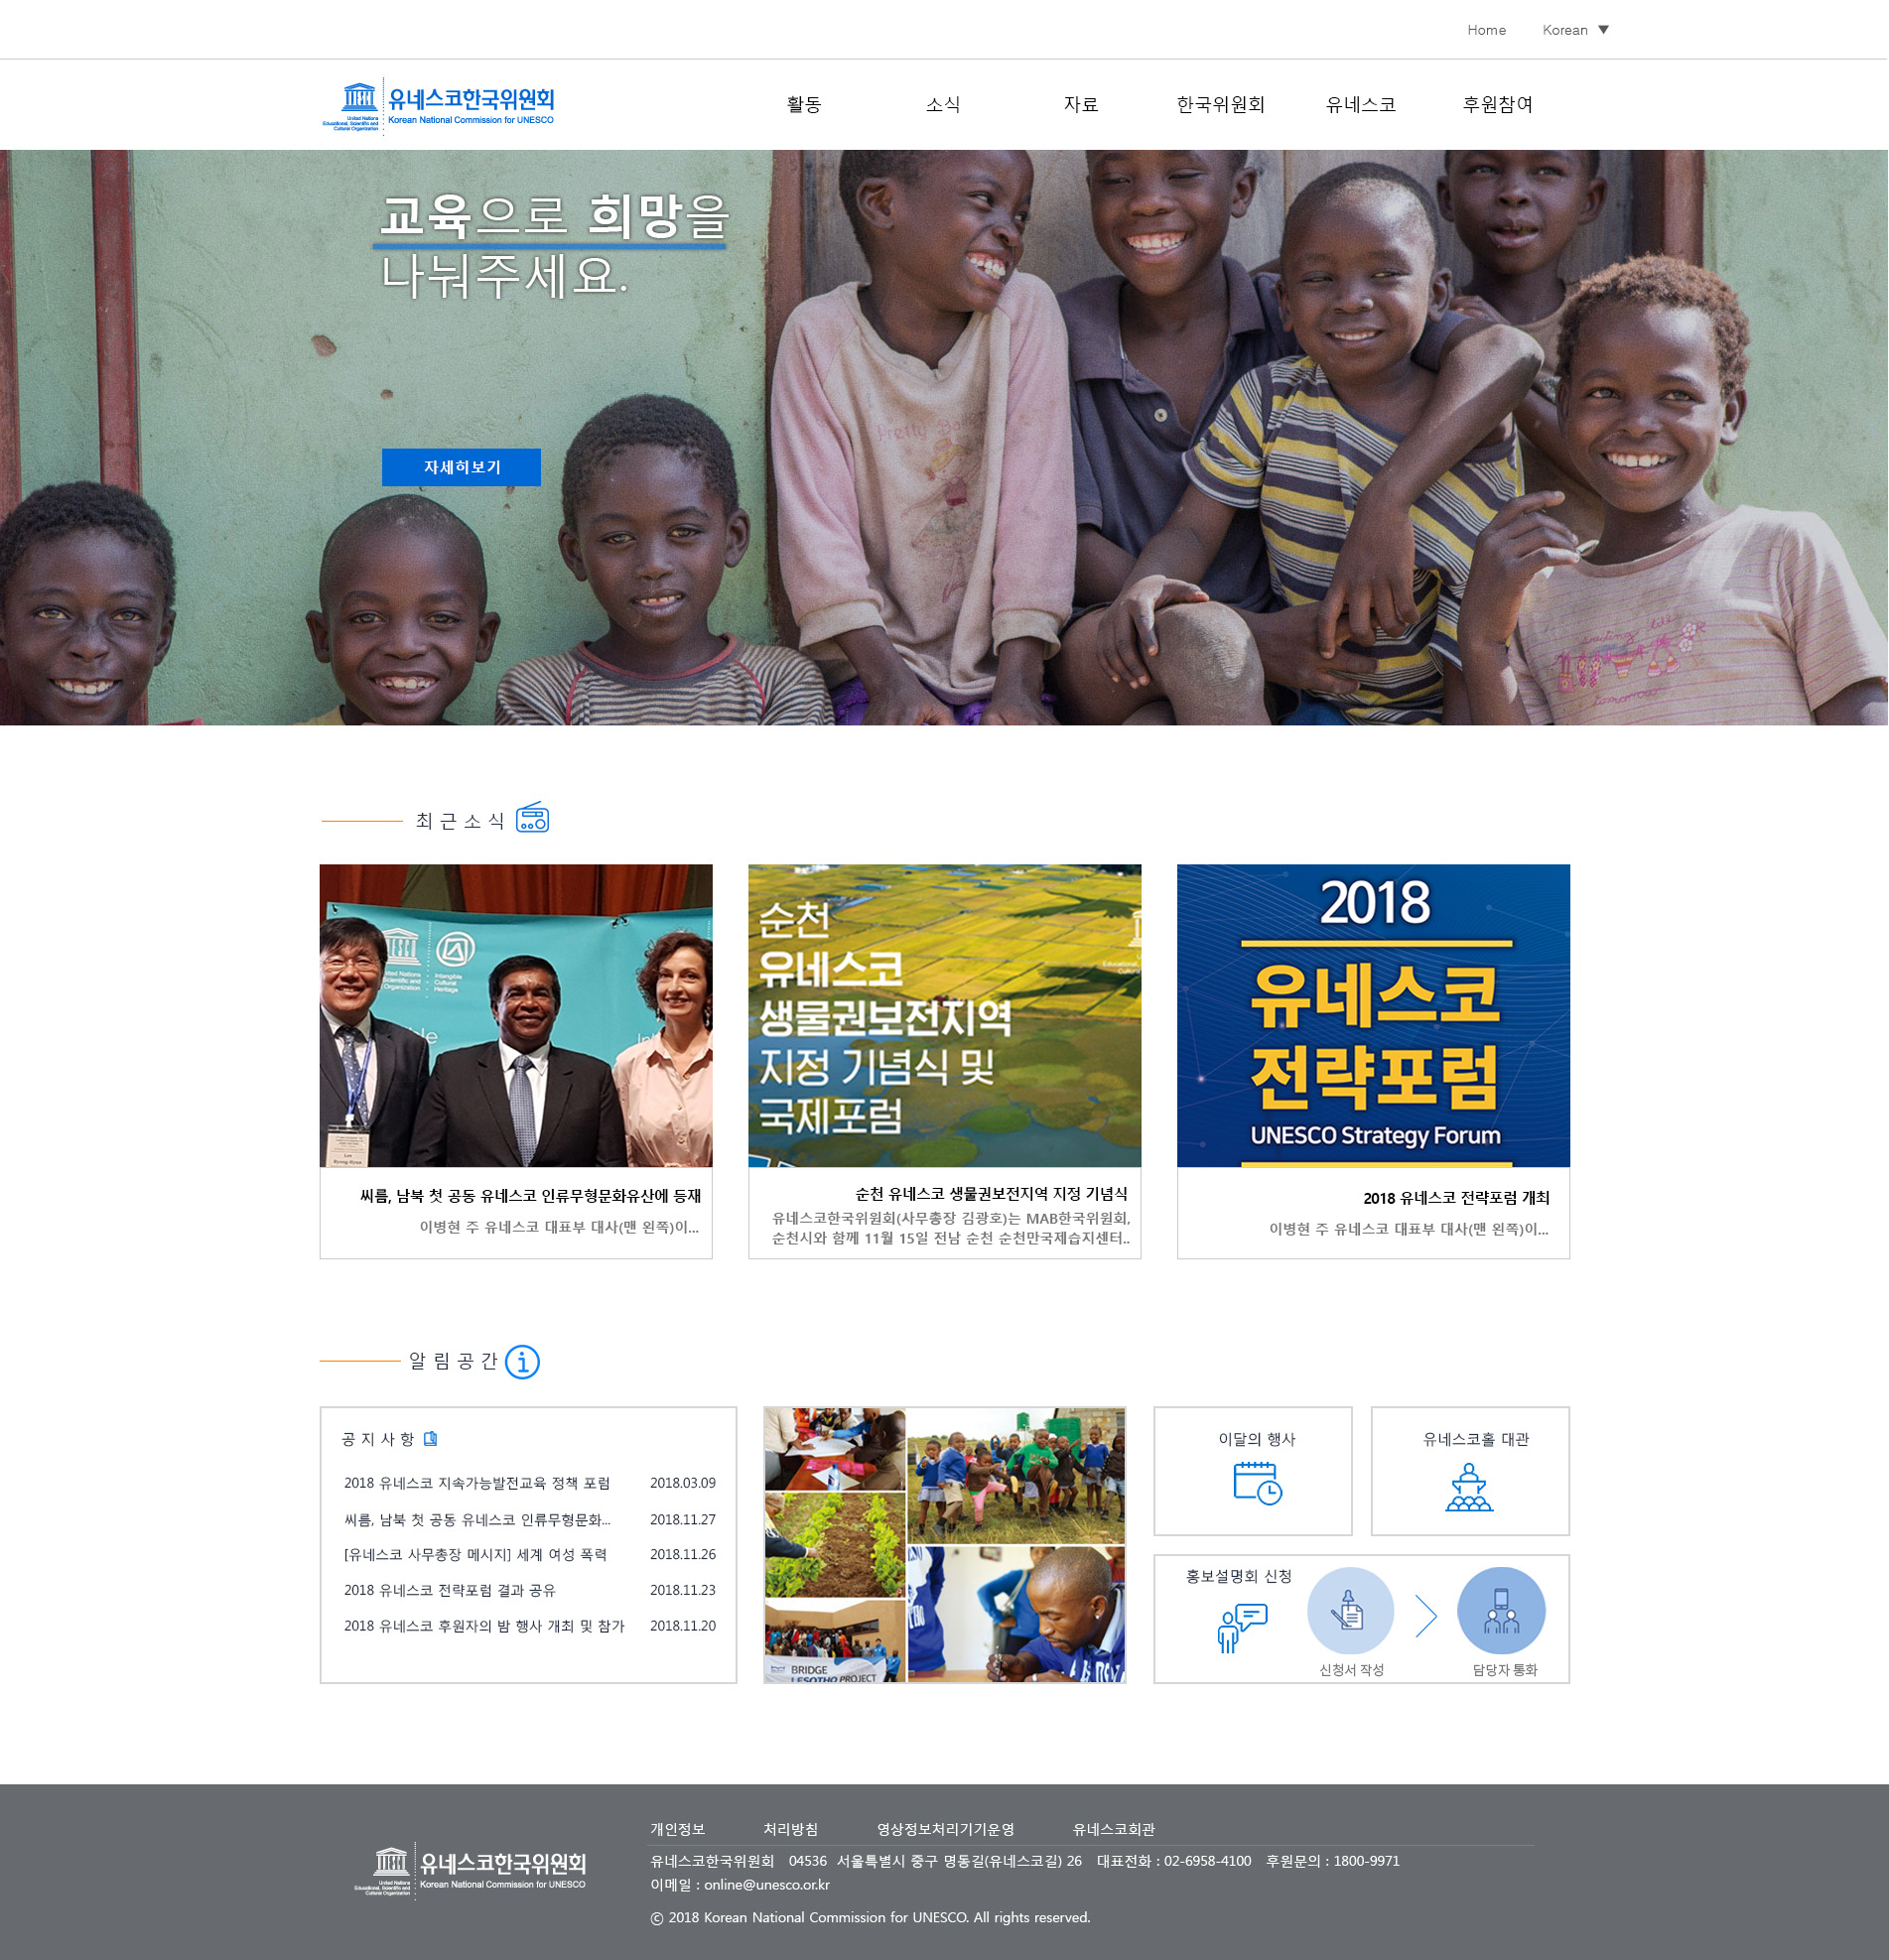 Home Korean ▼
유네스코한국위원회
United Nations
Educational, Scientific and
Cultural Organization
Korean National Commission for UNESCO
활동 소식 자료 한국위원회 유네스코 후원참여
교육으로 희망을
나눠주세요.
자세히보기
최근소식
순천
유네스코
생물권보전지역
지정 기념식 및
국제포럼
2018
유네스코
전략포럼
UNESCO Strategy Forum
씨름, 남북 첫 공동 유네스코 인류무형문화유산에 등재
이병현 주 유네스코 대표부 대사(맨 왼쪽)이...
순천 유네스코 생물권보전지역 지정 기념식
유네스코한국위원회(사무총장 김광호)는 MAB한국위원회,
순천시와 함께 11월 15일 전남 순천 순천만국제습지센터..
2018 유네스코 전략포럼 개최
이병현 주 유네스코 대표부 대사(맨 왼쪽)이...
알림공간
공지사항
2018 유네스코 지속가능발전교육 정책 포럼 2018.03.09
씨름, 남북 첫 공동 유네스코 인류무형문화... 2018.11.27
[유네스코 사무총장 메시지] 세계 여성 폭력 2018.11.26
2018 유네스코 전략포럼 결과 공유 2018.11.23
2018 유네스코 후원자의 밤 행사 개최 및 참가 2018.11.20
BRIDGE
LESOTHO PROJECT
이달의 행사
유네스코홀 대관
홍보설명회 신청
신청서 작성
담당자 통화
유네스코한국위원회
United Nations
Educational, Scientific and
Cultural Organization
Korean National Commission for UNESCO
개인정보 처리방침 영상정보처리기기운영 유네스코회관
유네스코한국위원회 04536 서울특별시 중구 명동길(유네스코길) 26 대표전화 : 02-6958-4100 후원문의 : 1800-9971
이메일 : online@unesco.or.kr
© 2018 Korean National Commission for UNESCO. All rights reserved.